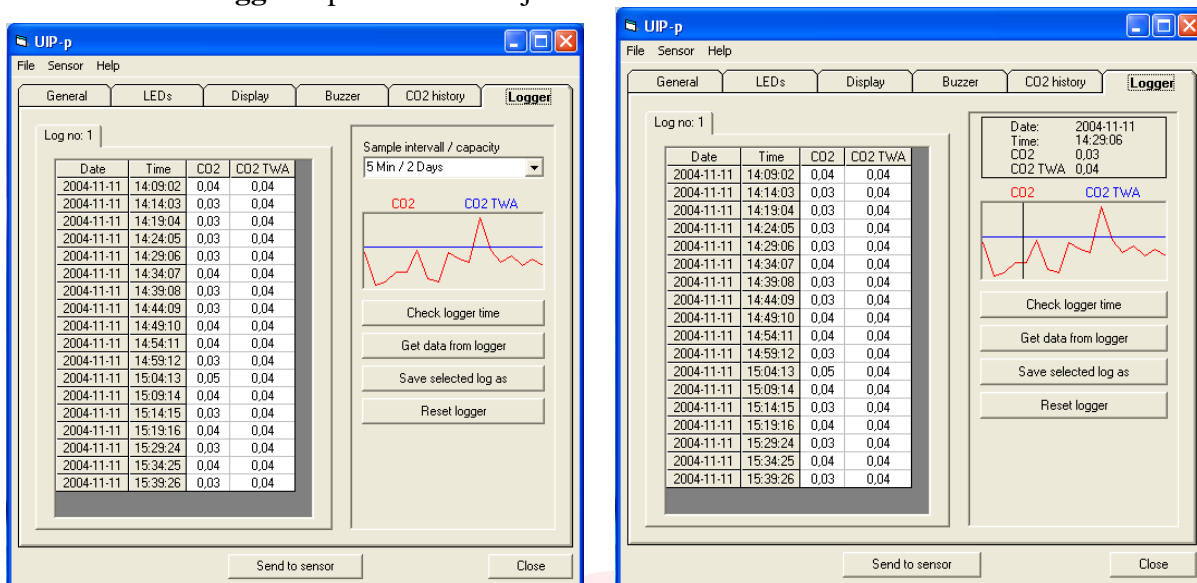 UIP-p
File Sensor Help
General LEDs Display Buzzer CO2 history Logger
Log no: 1
Date Time CO2 CO2 TWA
2004-11-11 14:09:02 0,04 0,04
2004-11-11 14:14:03 0,03 0,04
2004-11-11 14:19:04 0,03 0,04
2004-11-11 14:24:05 0,03 0,04
2004-11-11 14:29:06 0,03 0,04
2004-11-11 14:34:07 0,04 0,04
2004-11-11 14:39:08 0,03 0,04
2004-11-11 14:44:09 0,03 0,04
2004-11-11 14:49:10 0,04 0,04
2004-11-11 14:54:11 0,04 0,04
2004-11-11 14:59:12 0,03 0,04
2004-11-11 15:04:13 0,05 0,04
2004-11-11 15:09:14 0,04 0,04
2004-11-11 15:14:15 0,03 0,04
2004-11-11 15:19:16 0,04 0,04
2004-11-11 15:29:24 0,03 0,04
2004-11-11 15:34:25 0,04 0,04
2004-11-11 15:39:26 0,03 0,04
Sample intervall / capacity
5 Min / 2 Days
CO2 CO2 TWA
Check logger time
Get data from logger
Save selected log as
Reset logger
Send to sensor Close
UIP-p
File Sensor Help
General LEDs Display Buzzer CO2 history Logger
Log no: 1
Date Time CO2 CO2 TWA
2004-11-11 14:09:02 0,04 0,04
2004-11-11 14:14:03 0,03 0,04
2004-11-11 14:19:04 0,03 0,04
2004-11-11 14:24:05 0,03 0,04
2004-11-11 14:29:06 0,03 0,04
2004-11-11 14:34:07 0,04 0,04
2004-11-11 14:39:08 0,03 0,04
2004-11-11 14:44:09 0,03 0,04
2004-11-11 14:49:10 0,04 0,04
2004-11-11 14:54:11 0,04 0,04
2004-11-11 14:59:12 0,03 0,04
2004-11-11 15:04:13 0,05 0,04
2004-11-11 15:09:14 0,04 0,04
2004-11-11 15:14:15 0,03 0,04
2004-11-11 15:19:16 0,04 0,04
2004-11-11 15:29:24 0,03 0,04
2004-11-11 15:34:25 0,04 0,04
2004-11-11 15:39:26 0,03 0,04
Date: 2004-11-11
Time: 14:29:06
CO2 0,03
CO2 TWA 0,04
CO2 CO2 TWA
Check logger time
Get data from logger
Save selected log as
Reset logger
Send to sensor Close